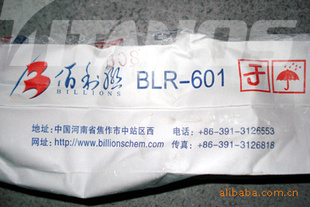 TITANOS
佰利联 BLR-601
BILLIONS
地址：中国河南省焦作市中站区西 电话：+86-391-3126553
网址：http://www.billionschem.com 传真：+86-391-3126818
alibaba.com.cn